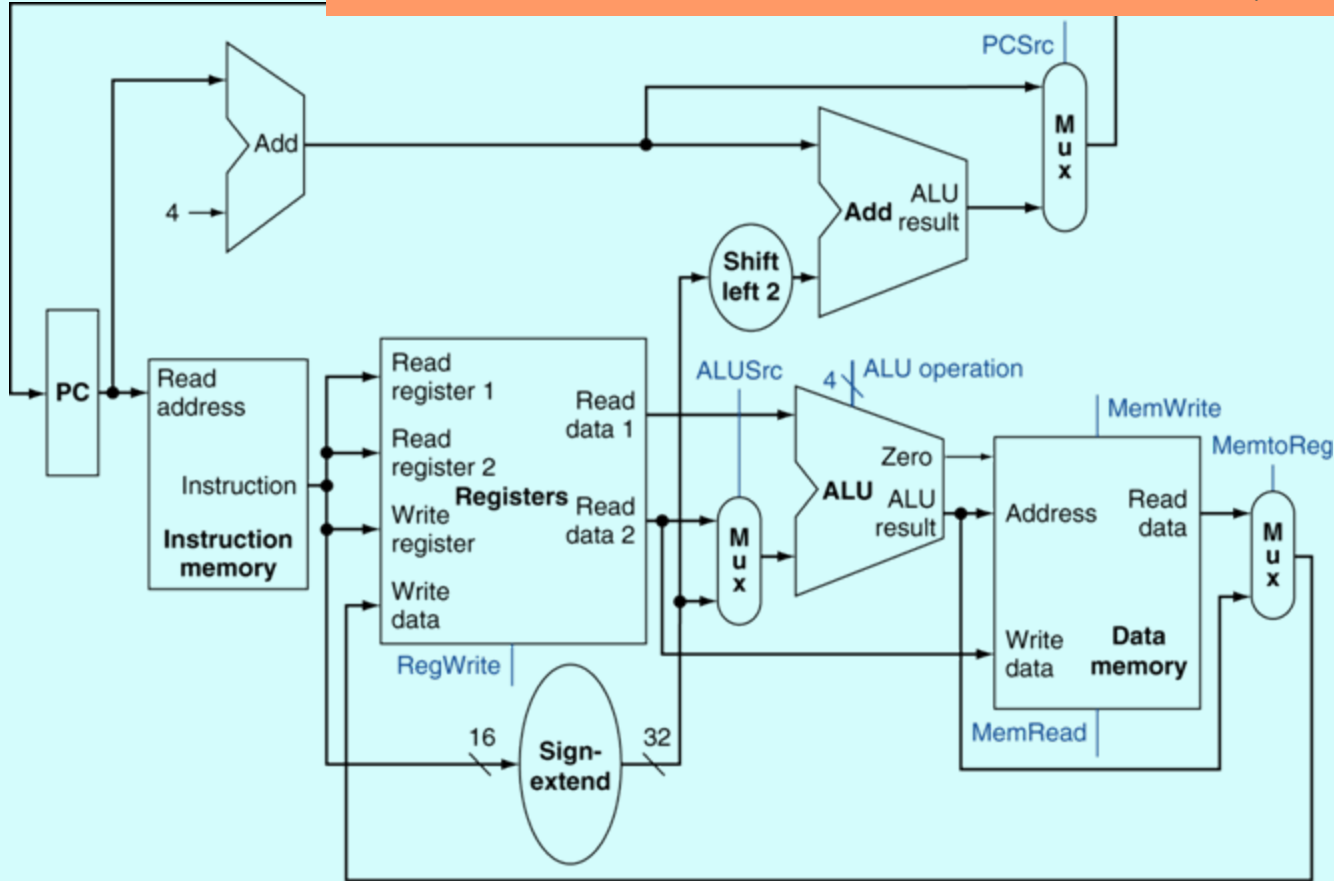 PCSrc
M
u
x
Add
4
Add
ALU
result
Shift
left 2
PC
Read
address
Instruction
Instruction
memory
Read
register 1
Read
register 2
Write
register
Write
data
Registers
Read
data 1
Read
data 2
RegWrite
16
Sign-
extend
32
ALUSrc
M
u
x
4
ALU operation
Zero
ALU
ALU
result
MemWrite
Address
Read
data
Write
data
Data
memory
MemRead
MemtoReg
M
u
x